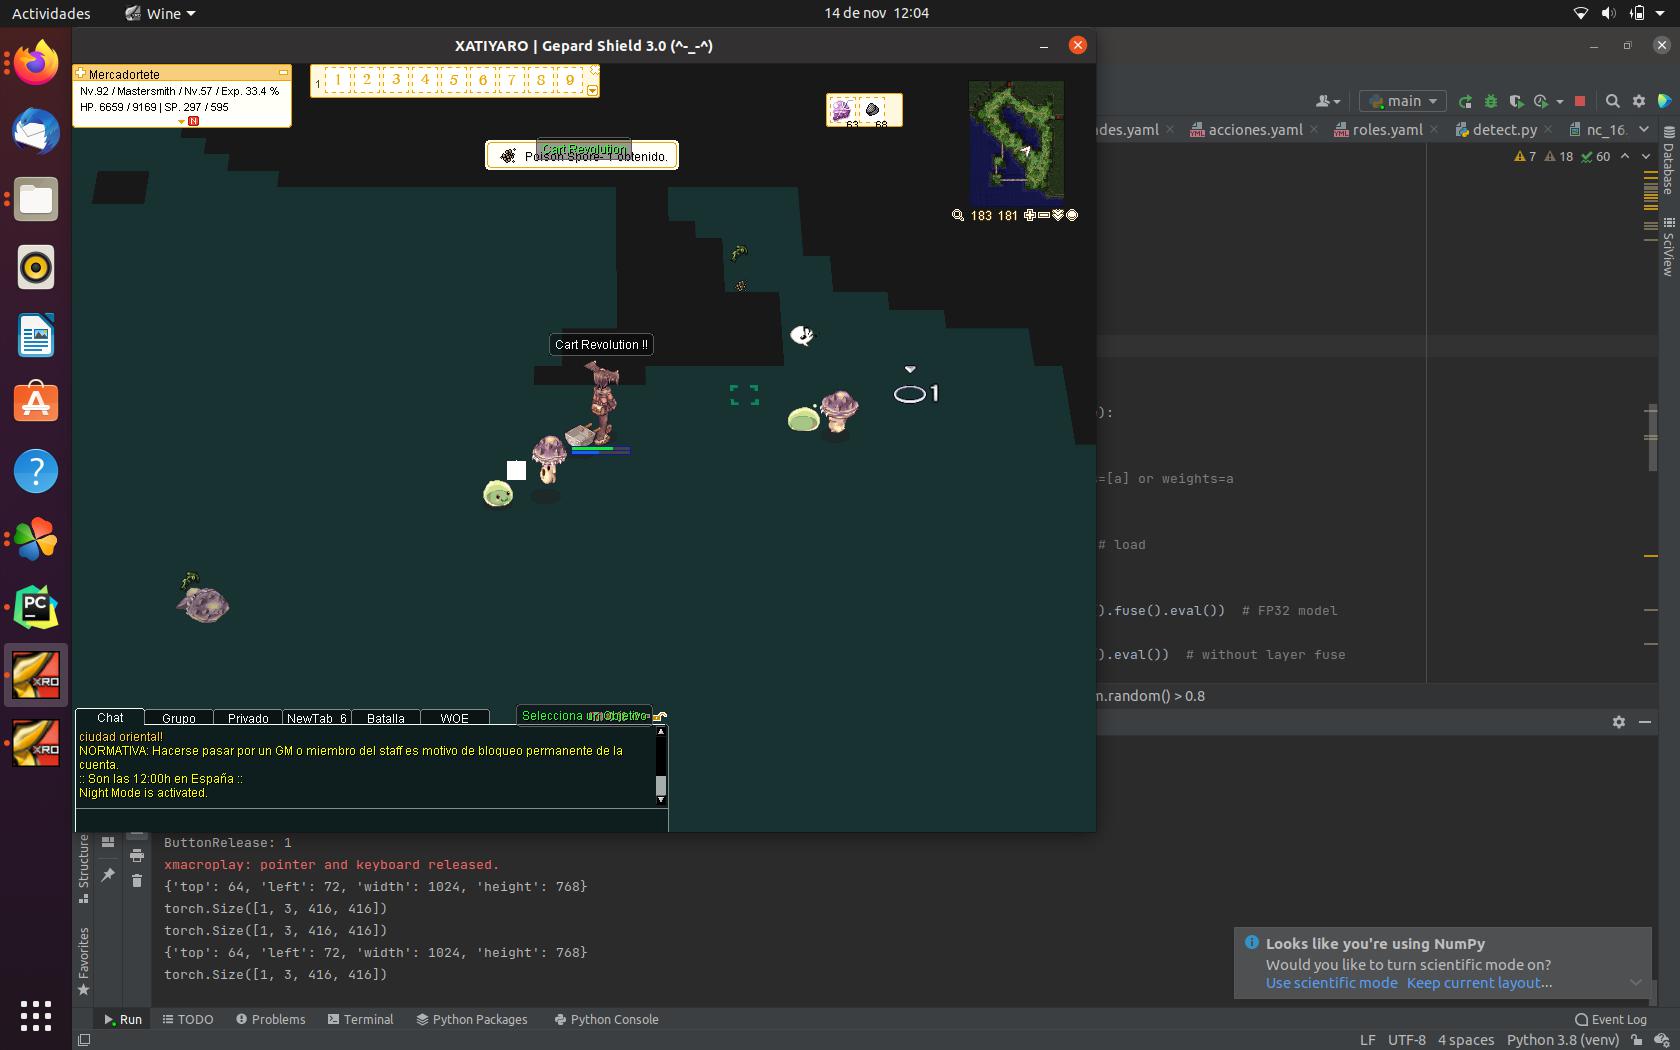 Actividades
Wine
14 de nov 12:04
XATIYARO | Gepard Shield 3.0 (^-_-^)
Mercadortete
Nv.92 / Mastersmith / Nv.57 / Exp. 33.4 %
HP. 6659 / 9169 | SP. 297 / 595
N
1
1 2 3 4 5 6 7 8 9
63 68
Cart Revolution
Poison Spore- 1 obtenido.
183 181
Cart Revolution !!
1
main
des.yaml
acciones.yaml
roles.yaml
detect.py
nc_16.
7 18 60
Database
SciView
):
=[a] or weights=a
# load
).fuse().eval()) # FP32 model
).eval()) # without layer fuse
m.random() > 0.8
Chat
Grupo
Privado
NewTab_6
Batalla
WOE
Selecciona un objetivo
ciudad oriental!
NORMATIVA: Hacerse pasar por un GM o miembro del staff es motivo de bloqueo permanente de la
cuenta.
:: Son las 12:00h en España ::
Night Mode is activated.
PC
XRO
XRO
Structure
Favorites
ButtonRelease: 1
xmacroplay: pointer and keyboard released.
{'top': 64, 'left': 72, 'width': 1024, 'height': 768}
torch.Size([1, 3, 416, 416])
torch.Size([1, 3, 416, 416])
{'top': 64, 'left': 72, 'width': 1024, 'height': 768}
torch.Size([1, 3, 416, 416])
Looks like you're using NumPy
Would you like to turn scientific mode on?
Use scientific mode Keep current layout...
Run
TODO
Problems
Terminal
Python Packages
Python Console
Event Log
LF UTF-8 4 spaces Python 3.8 (venv)